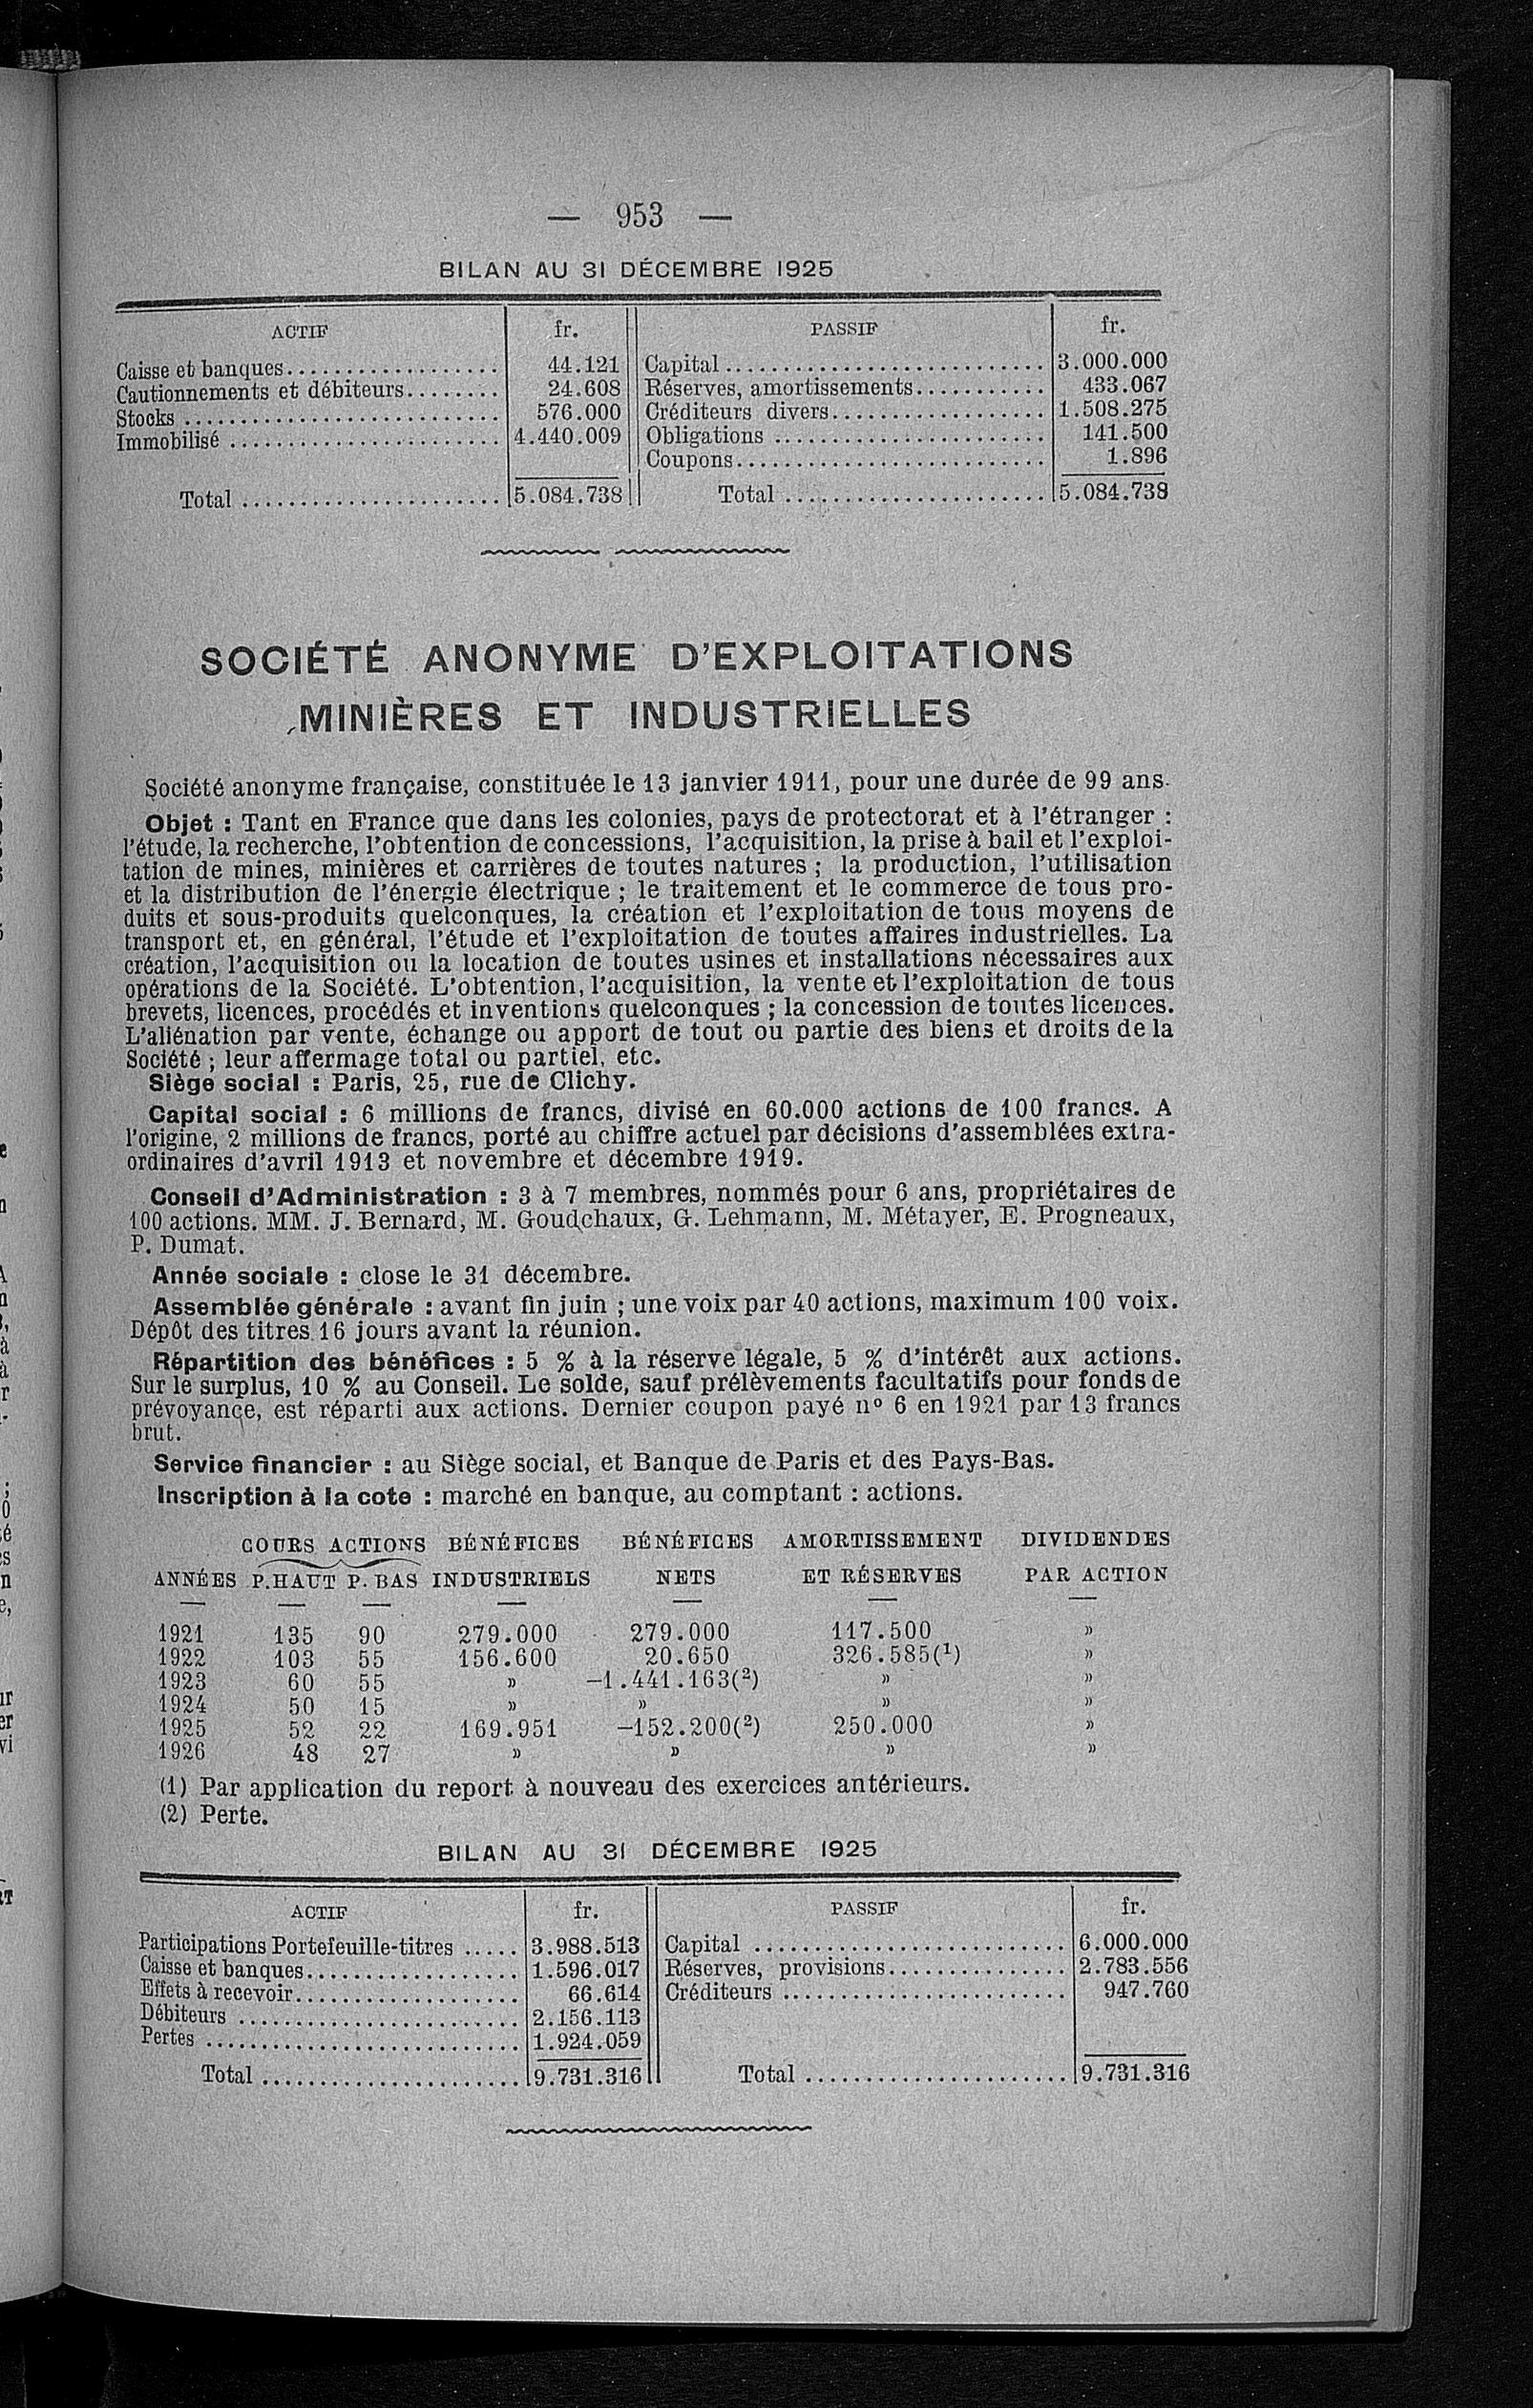 — 953 —
BILAN AU 31 DÉCEMBRE 1925
ACTIF fr. PASSIF fr.
Caisse et banques.................. 44.121 Capital........................... 3.000.000
Cautionnements et débiteurs........ 24.608 Réserves, amortissements........... 433.067
Stocks........................... 576.000 Créditeurs divers.................. 1.508.275
Immobilisé....................... 4.440.009 Obligations....................... 141.500
Coupons.......................... 1.896
Total...................... 5.084.738 Total...................... 5.084.738
SOCIÉTÉ ANONYME D'EXPLOITATIONS
MINIÈRES ET INDUSTRIELLES
Société anonyme française, constituée le 13 janvier 1911, pour une durée de 99 ans.
Objet : Tant en France que dans les colonies, pays de protectorat et à l'étranger :
l'étude, la recherche, l'obtention de concessions, l'acquisition, la prise à bail et l'exploi-
tation de mines, minières et carrières de toutes natures ; la production, l'utilisation
et la distribution de l'énergie électrique ; le traitement et le commerce de tous pro-
duits et sous-produits quelconques, la création et l'exploitation de tous moyens de
transport et, en général, l'étude et l'exploitation de toutes affaires industrielles. La
création, l'acquisition ou la location de toutes usines et installations nécessaires aux
opérations de la Société. L'obtention, l'acquisition, la vente et l'exploitation de tous
brevets, licences, procédés et inventions quelconques ; la concession de toutes licences.
L'aliénation par vente, échange ou apport de tout ou partie des biens et droits de la
Société ; leur affermage total ou partiel, etc.
Siège social : Paris, 25, rue de Clichy.
Capital social : 6 millions de francs, divisé en 60.000 actions de 100 francs. A
l'origine, 2 millions de francs, porté au chiffre actuel par décisions d'assemblées extra-
ordinaires d'avril 1913 et novembre et décembre 1919.
Conseil d'Administration : 3 à 7 membres, nommés pour 6 ans, propriétaires de
100 actions. MM. J. Bernard, M. Goudchaux, G. Lehmann, M. Métayer, E. Progneaux,
P. Dumat.
Année sociale : close le 31 décembre.
Assemblée générale : avant fin juin ; une voix par 40 actions, maximum 100 voix.
Dépôt des titres 16 jours avant la réunion.
Répartition des bénéfices : 5 % à la réserve légale, 5 % d'intérêt aux actions.
Sur le surplus, 10 % au Conseil. Le solde, sauf prélèvements facultatifs pour fonds de
prévoyance, est réparti aux actions. Dernier coupon payé nº 6 en 1921 par 13 francs
brut.
Service financier : au Siège social, et Banque de Paris et des Pays-Bas.
Inscription à la cote : marché en banque, au comptant : actions.
COURS ACTIONS BÉNÉFICES BÉNÉFICES AMORTISSEMENT DIVIDENDES
ANNÉES P.HAUT P. BAS INDUSTRIELS NETS ET RÉSERVES PAR ACTION
1921 135 90 279.000 279.000 117.500 »
1922 103 55 156.600 20.650 326.585(1) »
1923 60 55 » —1.441.163(2) » »
1924 50 15 » » » »
1925 52 22 169.951 —152.200(2) 250.000 »
1926 48 27 » » » »
(1) Par application du report à nouveau des exercices antérieurs.
(2) Perte.
BILAN AU 31 DÉCEMBRE 1925
ACTIF fr. PASSIF fr.
Participations Portefeuille-titres ..... 3.988.513 Capital .......................... 6.000.000
Caisse et banques.................. 1.596.017 Réserves, provisions............... 2.783.556
Effets à recevoir................... 66.614 Créditeurs ........................ 947.760
Débiteurs ........................ 2.156.113
Pertes ........................... 1.924.059
Total ...................... 9.731.316 Total ...................... 9.731.316